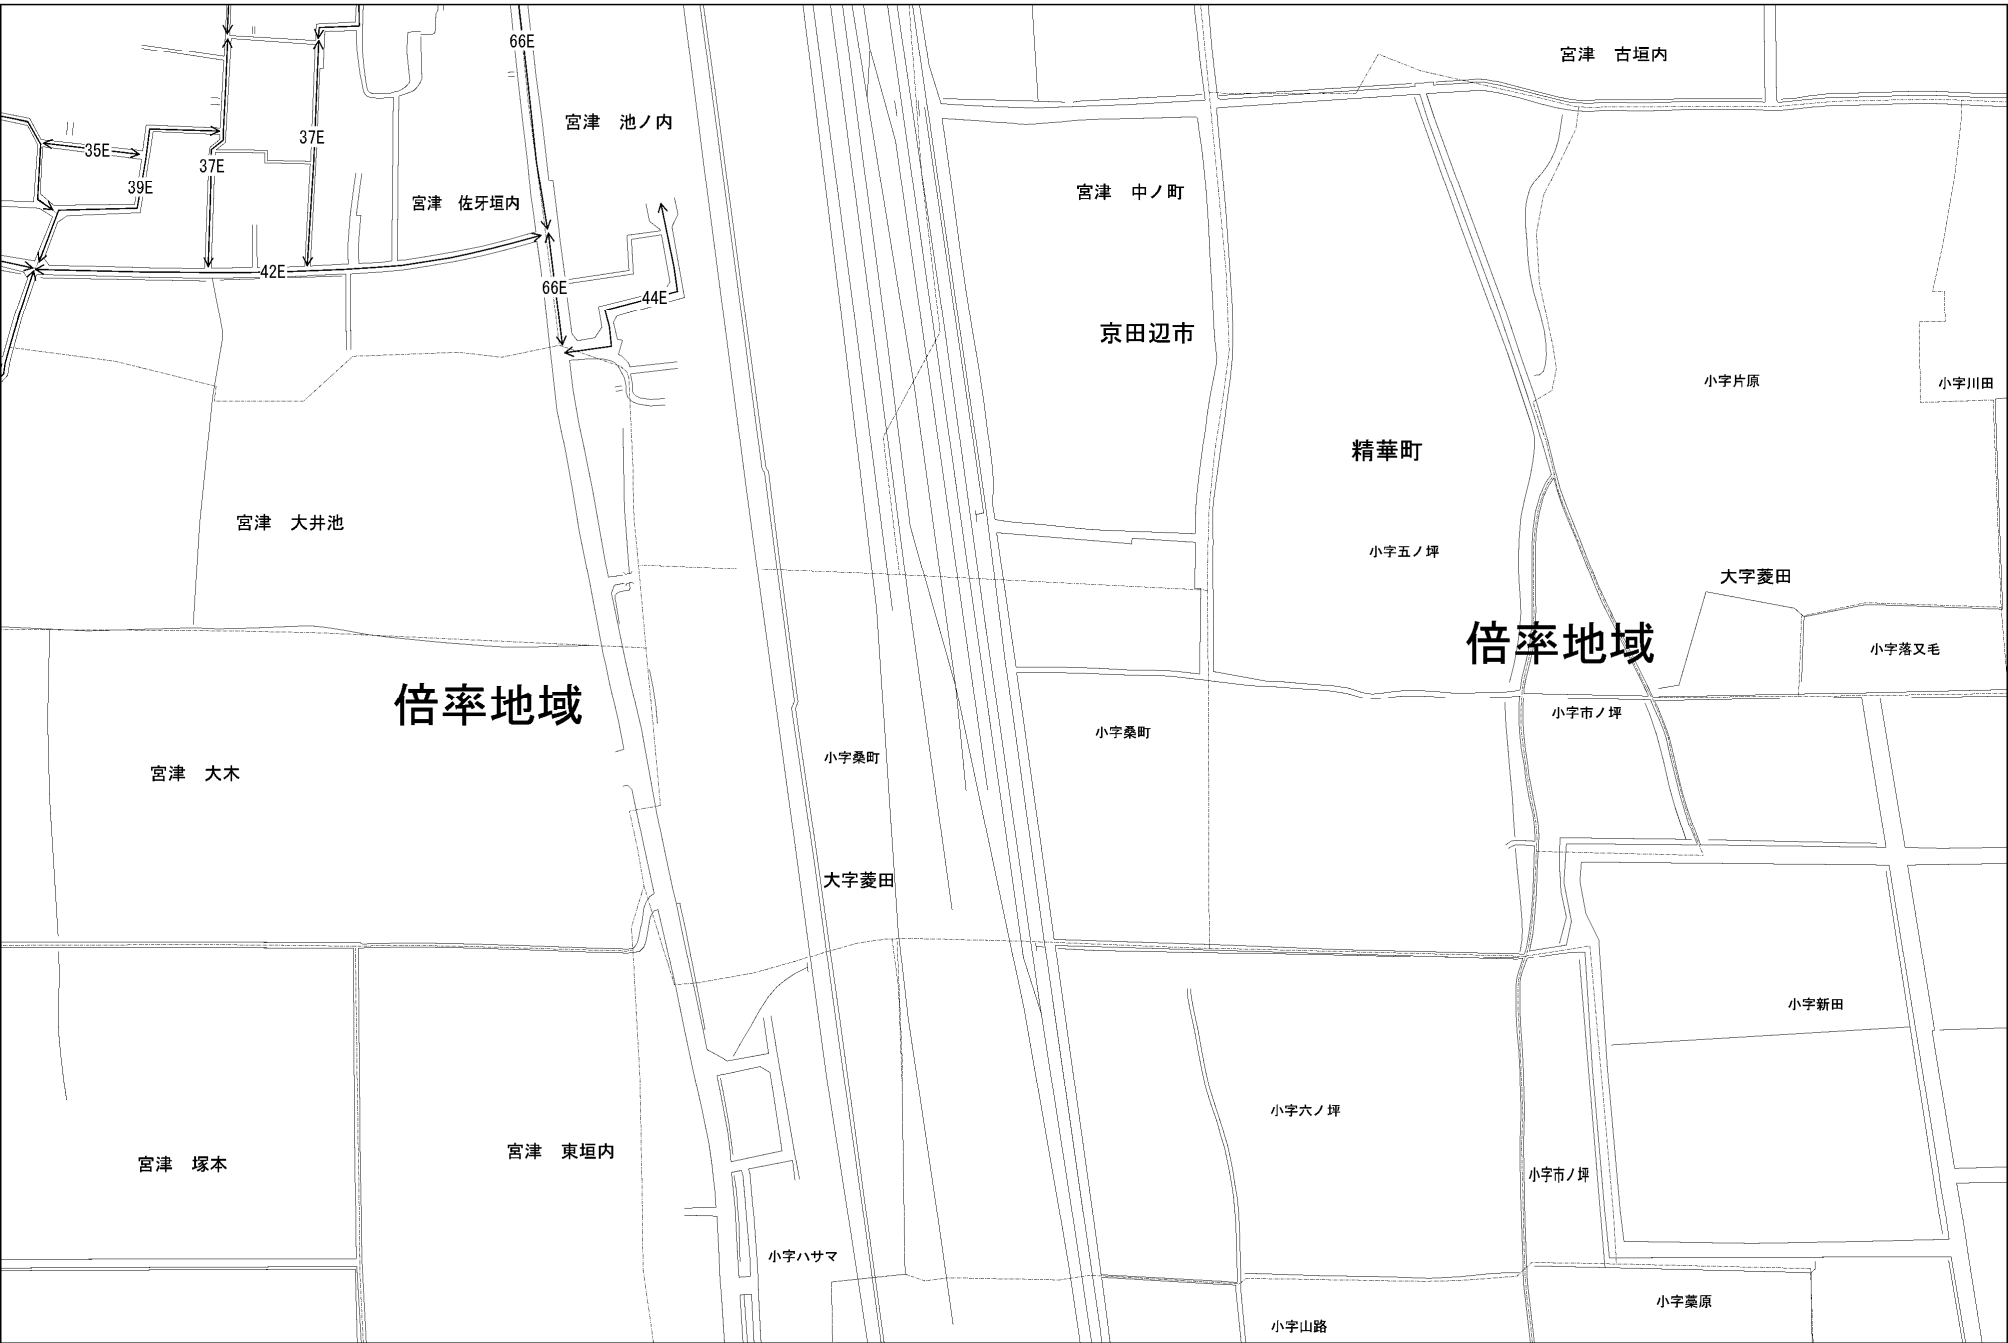 66E
宮津　古垣内
宮津　池ノ内
37E
35E
37E
39E
宮津　中ノ町
宮津　佐牙垣内
42E
66E
44E
京田辺市
小字片原
小字川田
精華町
宮津　大井池
小字五ノ坪
大字菱田
倍率地域
小字落又毛
倍率地域
小字市ノ坪
小字桑町
小字桑町
宮津　大木
大字菱田
小字新田
小字六ノ坪
宮津　東垣内
宮津　塚本
小字市ノ坪
小字ハサマ
小字藁原
小字山路